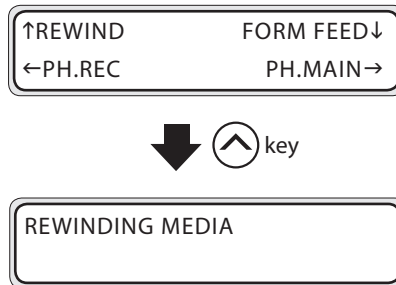 ↑REWIND FORM FEED↓
←PH.REC PH.MAIN→
key
REWINDING MEDIA